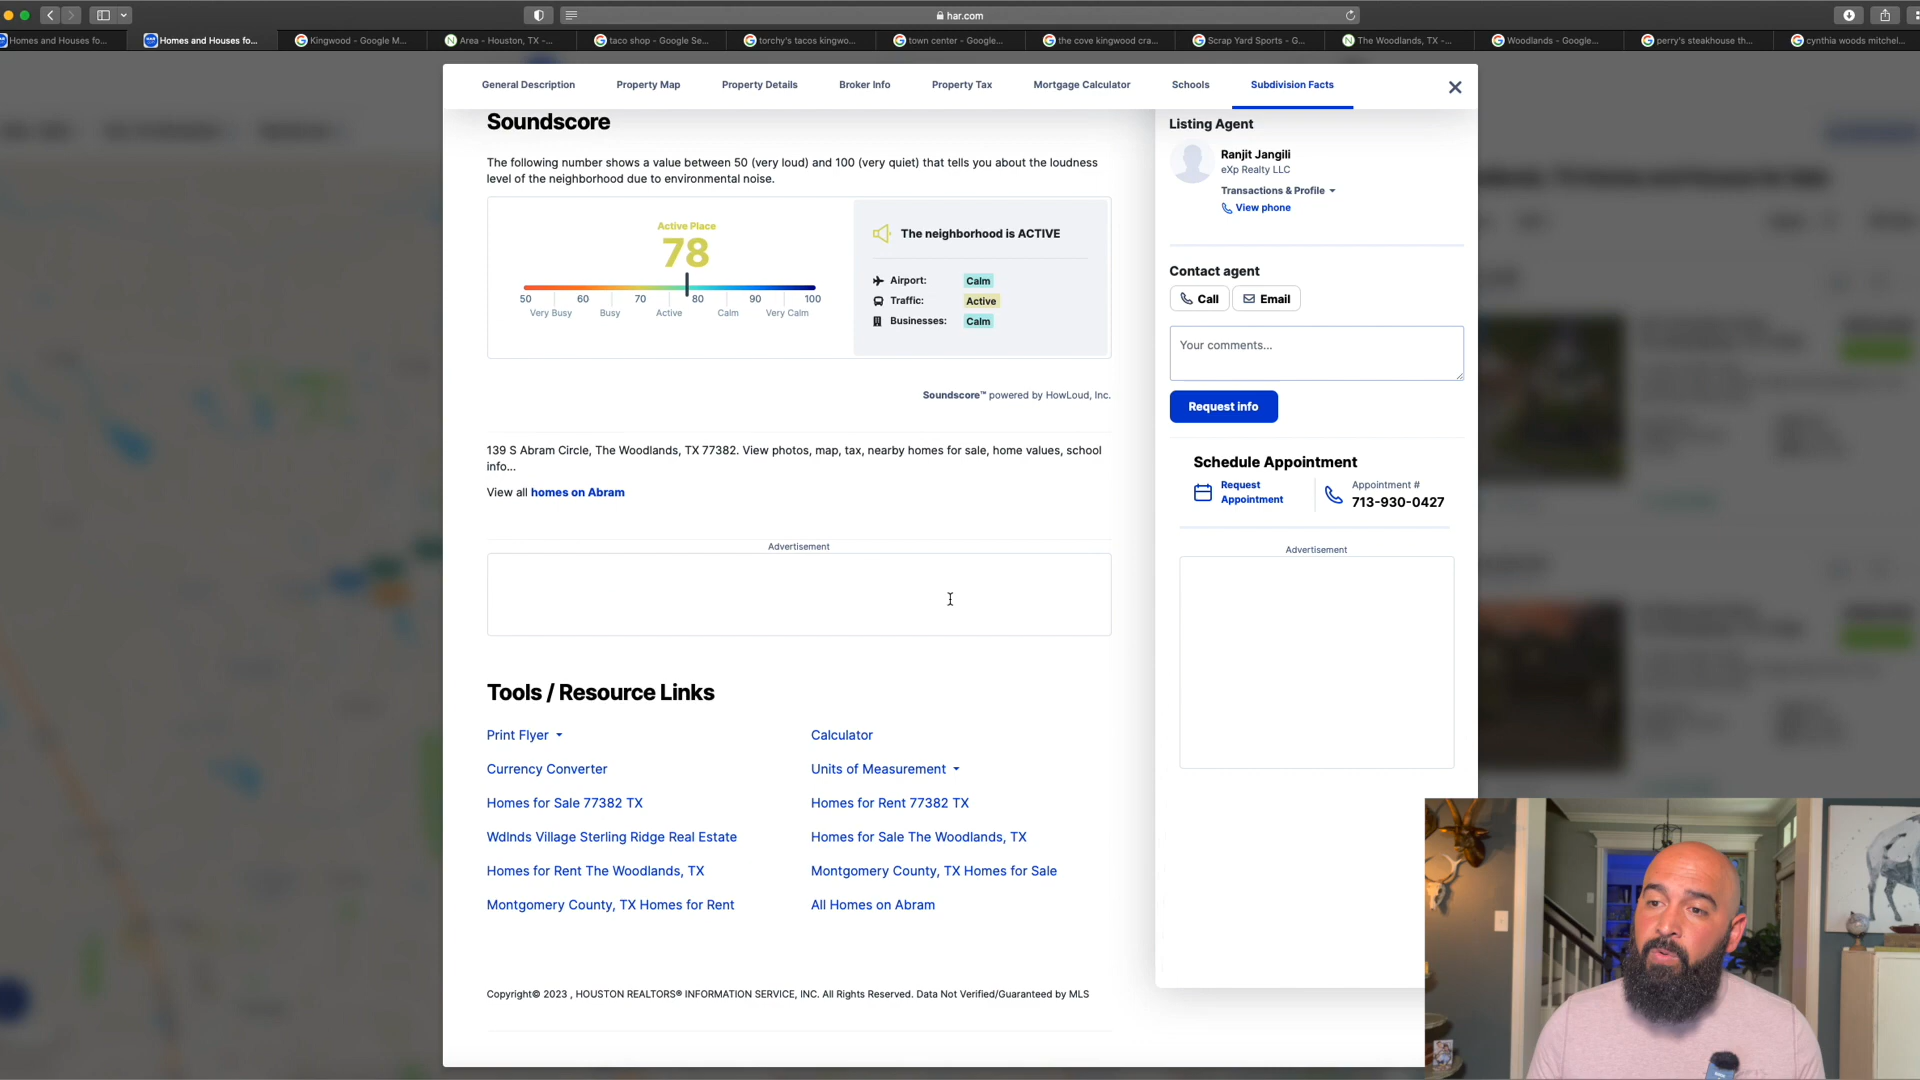 har.com
Homes and Houses fo...
Homes and Houses fo...
Kingwood - Google M...
Area - Houston, TX -...
taco shop - Google Se...
torchy's tacos kingwo...
town center - Google...
the cove kingwood cra...
Scrap Yard Sports - G...
The Woodlands, TX -...
Woodlands - Google...
perry's steakhouse th...
cynthia woods mitchel...
General Description
Property Map
Property Details
Broker Info
Property Tax
Mortgage Calculator
Schools
Subdivision Facts
Soundscore
The following number shows a value between 50 (very loud) and 100 (very quiet) that tells you about the loudness
level of the neighborhood due to environmental noise.
Active Place
78
50 60 70 80 90 100
Very Busy Busy Active Calm Very Calm
The neighborhood is ACTIVE
Airport: Calm
Traffic: Active
Businesses: Calm
Soundscore™ powered by HowLoud, Inc.
139 S Abram Circle, The Woodlands, TX 77382. View photos, map, tax, nearby homes for sale, home values, school
info...
View all homes on Abram
Advertisement
Tools / Resource Links
Print Flyer
Calculator
Currency Converter
Units of Measurement
Homes for Sale 77382 TX
Homes for Rent 77382 TX
Wdlnds Village Sterling Ridge Real Estate
Homes for Sale The Woodlands, TX
Homes for Rent The Woodlands, TX
Montgomery County, TX Homes for Sale
Montgomery County, TX Homes for Rent
All Homes on Abram
Copyright© 2023 , HOUSTON REALTORS® INFORMATION SERVICE, INC. All Rights Reserved. Data Not Verified/Guaranteed by MLS
Listing Agent
Ranjit Jangili
eXp Realty LLC
Transactions & Profile
View phone
Contact agent
Call
Email
Your comments...
Request info
Schedule Appointment
Request
Appointment
Appointment #
713-930-0427
Advertisement